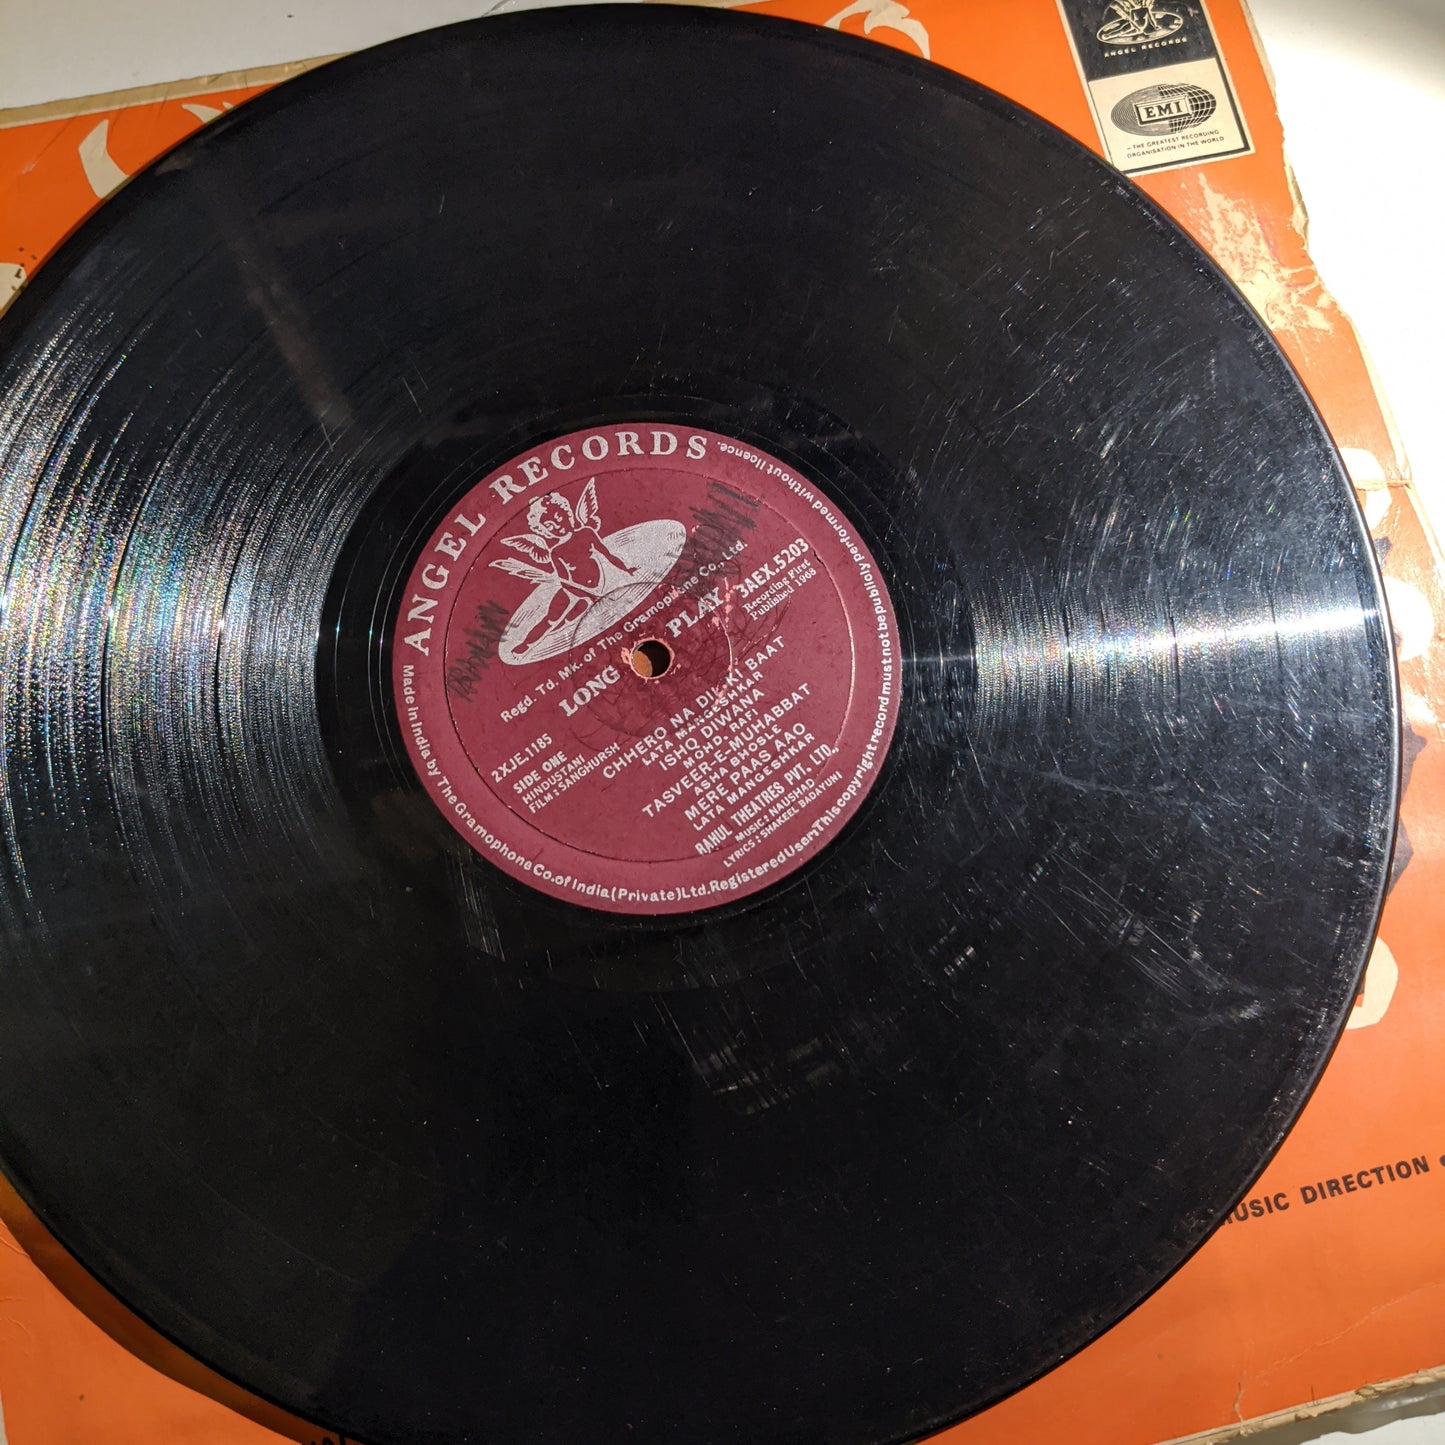 ANGEL RECORDS
EMI
– THE GREATEST RECORDING
ORGANISATION IN THE WORLD
ANGEL RECORDS
Regd. Td. Mk. of The Gramophone Co., Ltd.
LONG PLAY
3AEX.5203
Recording First
Published 1968
2XJE.1185
SIDE ONE
HINDUSTANI
FILM : SANGHURSH
CHHERO NA DIL KI BAAT
LATA MANGESHKAR
ISHQ DIWANA
MOHD. RAFI
TASVEER-E-MUHABBAT
ASHA BHOSLE
MERE PAAS AAO
LATA MANGESHKAR
RAHUL THEATRES PVT. LTD.,
MUSIC: NAUSHAD
LYRICS : SHAKEEL BADAYUNI
Made in India by The Gramophone Co. of India (Private) Ltd. Registered User: This copyright record must not be publicly performed without licence.
MUSIC DIRECTION